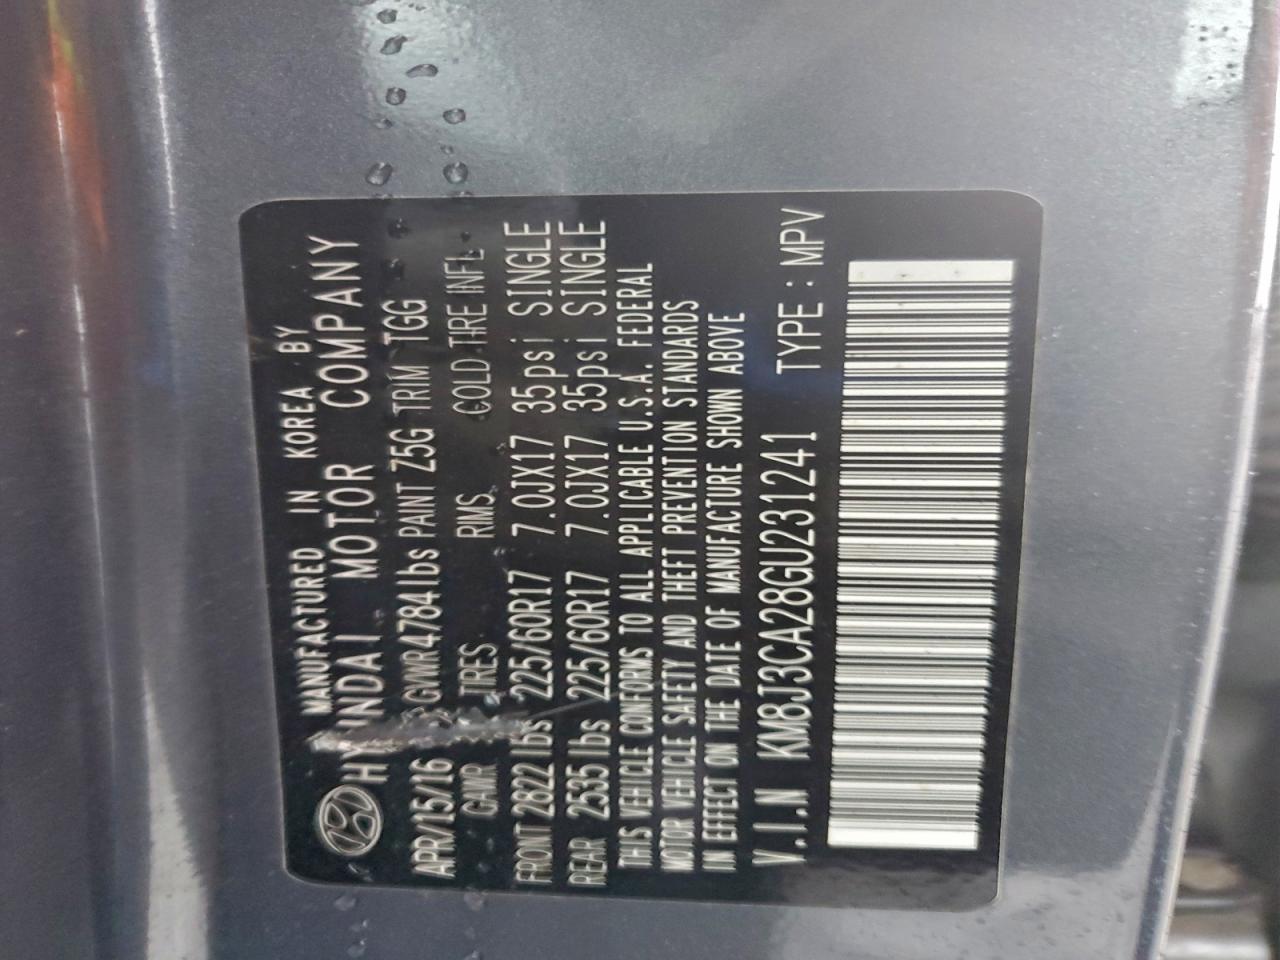 MANUFACTURED IN KOREA BY
HYUNDAI MOTOR COMPANY
APR/15/16 GVWR 4784lbs PAINT Z5G TRIM TGG
GAWR TIRES RIMS COLD TIRE INFL.
FRONT 2822 lbs 225/60R17 7.0JX17 35psi SINGLE
REAR 2535 lbs 225/60R17 7.0JX17 35psi SINGLE
THIS VEHICLE CONFORMS TO ALL APPLICABLE U.S.A. FEDERAL
MOTOR VEHICLE SAFETY AND THEFT PREVENTION STANDARDS
IN EFFECT ON THE DATE OF MANUFACTURE SHOWN ABOVE
V.I.N KM8J3CA28GU231241 TYPE : MPV